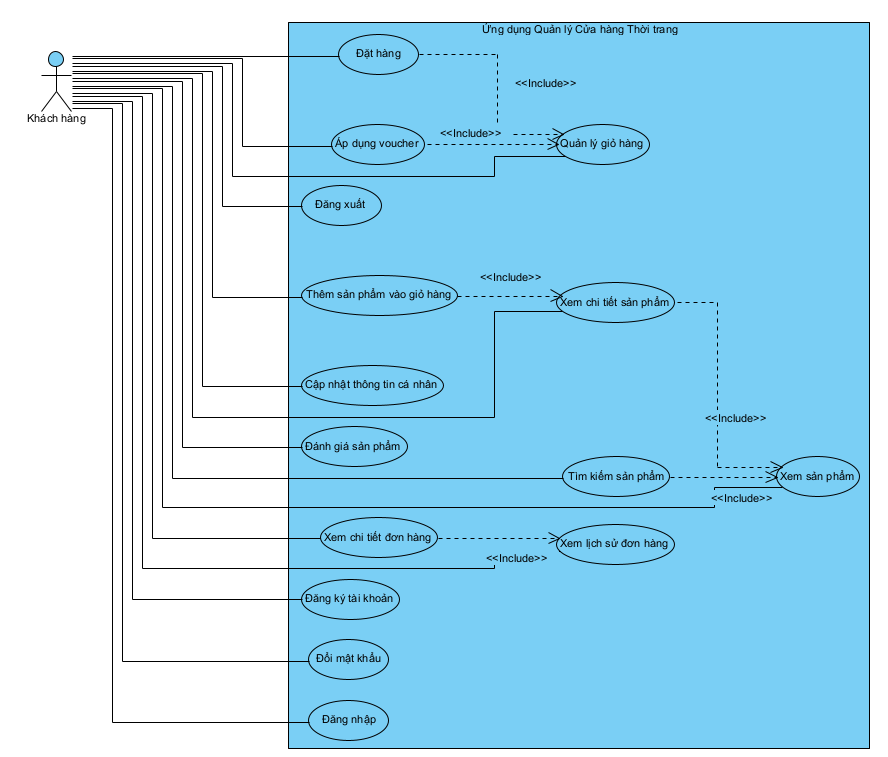 Ứng dụng Quản lý Cửa hàng Thời trang
Khách hàng
Đặt hàng
<<Include>>
Áp dụng voucher
<<Include>>
Quản lý giỏ hàng
Đăng xuất
<<Include>>
Thêm sản phẩm vào giỏ hàng
Xem chi tiết sản phẩm
Cập nhật thông tin cá nhân
<<Include>>
Đánh giá sản phẩm
Tìm kiếm sản phẩm
Xem sản phẩm
<<Include>>
Xem chi tiết đơn hàng
Xem lịch sử đơn hàng
<<Include>>
Đăng ký tài khoản
Đổi mật khẩu
Đăng nhập